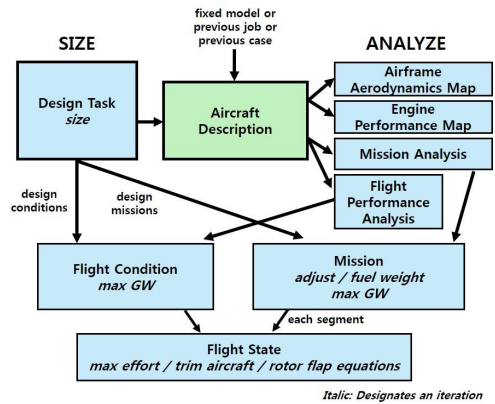 fixed model or
previous job or
previous case
SIZE
ANALYZE
Design Task
size
Aircraft
Description
Airframe
Aerodynamics Map
Engine
Performance Map
Mission Analysis
Flight
Performance
Analysis
design
conditions
design
missions
Flight Condition
max GW
Mission
adjust / fuel weight
max GW
each segment
Flight State
max effort / trim aircraft / rotor flap equations
Italic: Designates an iteration